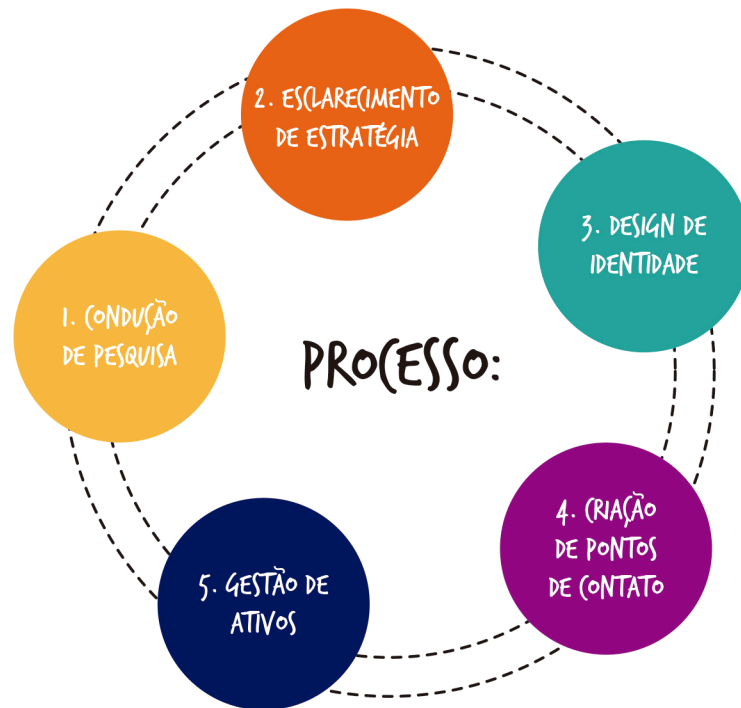 PROCESSO:
1. CONDUÇÃO
DE PESQUISA
2. ESCLARECIMENTO
DE ESTRATÉGIA
3. DESIGN DE
IDENTIDADE
4. CRIAÇÃO
DE PONTOS
DE CONTATO
5. GESTÃO DE
ATIVOS